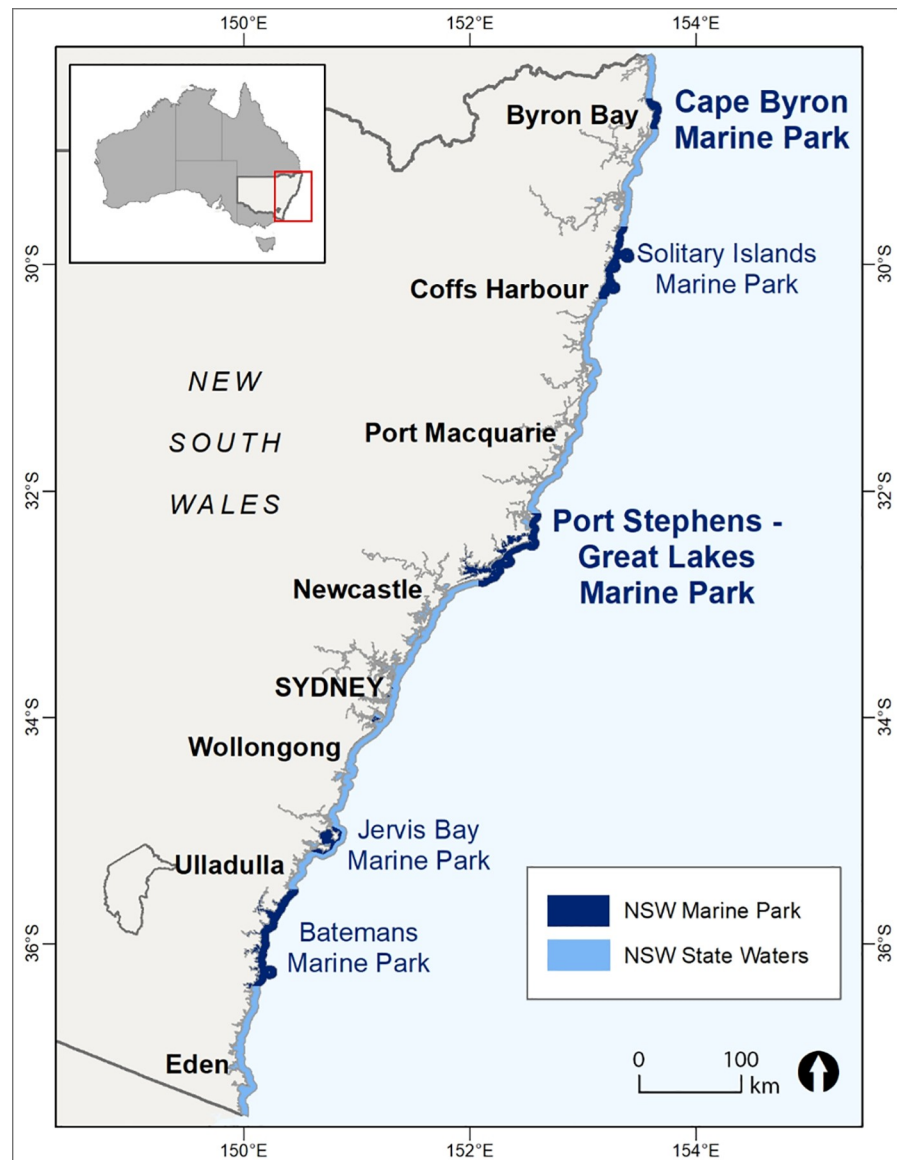 150°E
152°E
154°E
Byron Bay
Cape Byron
Marine Park
30°S
30°S
Solitary Islands
Marine Park
Coffs Harbour
NEW
SOUTH
WALES
Port Macquarie
32°S
32°S
Port Stephens -
Great Lakes
Marine Park
Newcastle
SYDNEY
34°S
34°S
Wollongong
Jervis Bay
Marine Park
Ulladulla
NSW Marine Park
NSW State Waters
Batemans
Marine Park
36°S
36°S
Eden
0 100
km
150°E
152°E
154°E